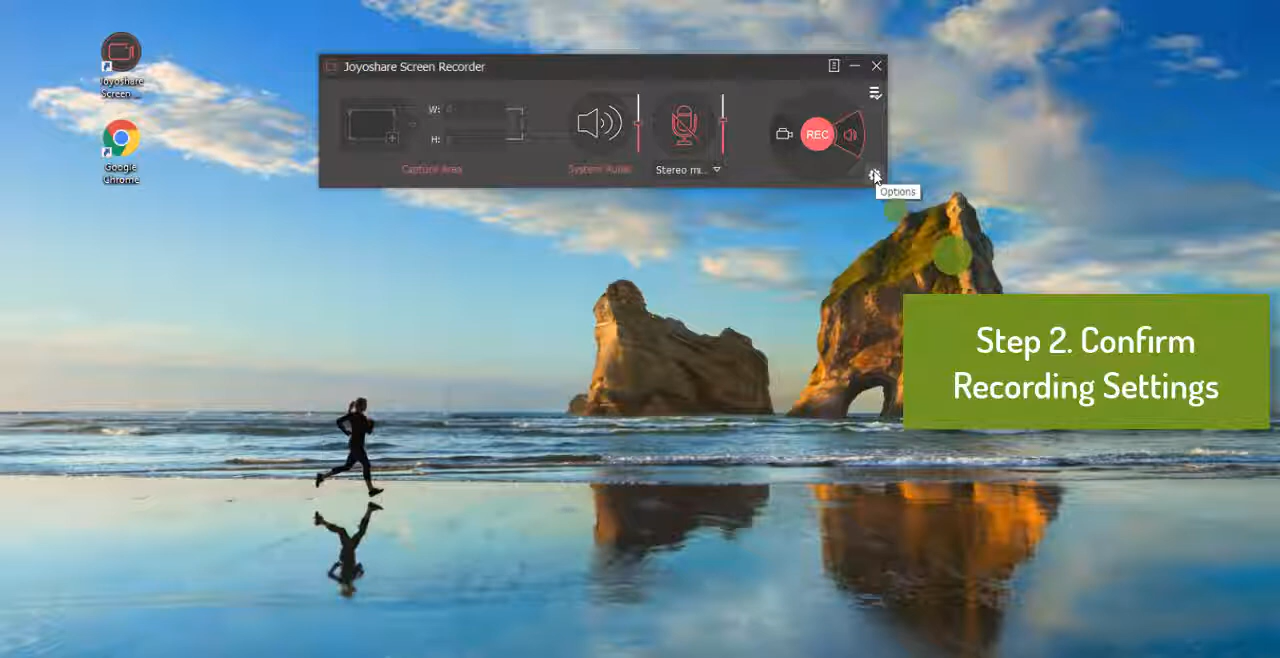 Joyoshare
Screen ...
Google
Chrome
Joyoshare Screen Recorder
W:
H:
Capture Area
System Audio
Stereo mi...
REC
Options
Step 2. Confirm
Recording Settings